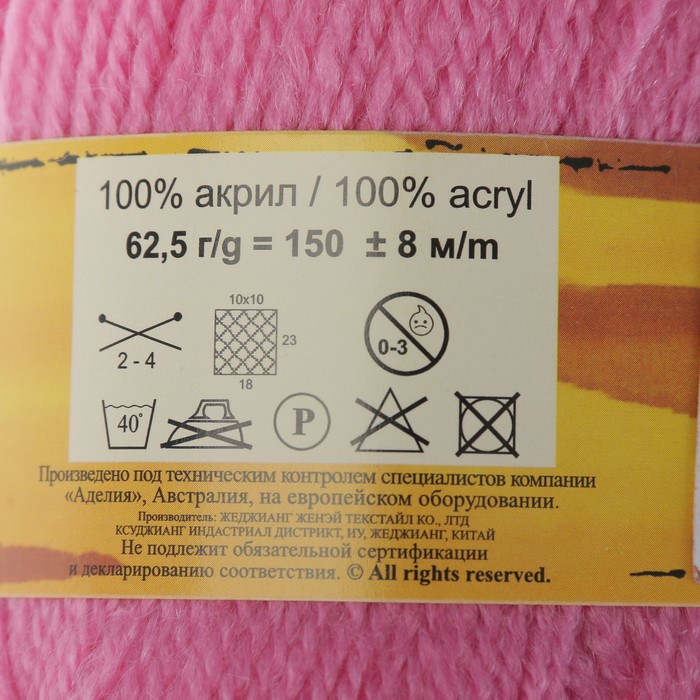 100% акрил / 100% acryl
62,5 г/g = 150 ± 8 м/m
10x10
23
0-3
2 - 4
18
40°
P
Произведено под техническим контролем специалистов компании
«Аделия», Австралия, на европейском оборудовании.
Производитель: ЖЕДЖИАНГ ЖЕНЭЙ ТЕКСТАЙЛ КО., ЛТД
КСУДЖИАНГ ИНДАСТРИАЛ ДИСТРИКТ, ИУ, ЖЕДЖИАНГ, КИТАЙ
Не подлежит обязательной сертификации
и декларированию соответствия. © All rights reserved.